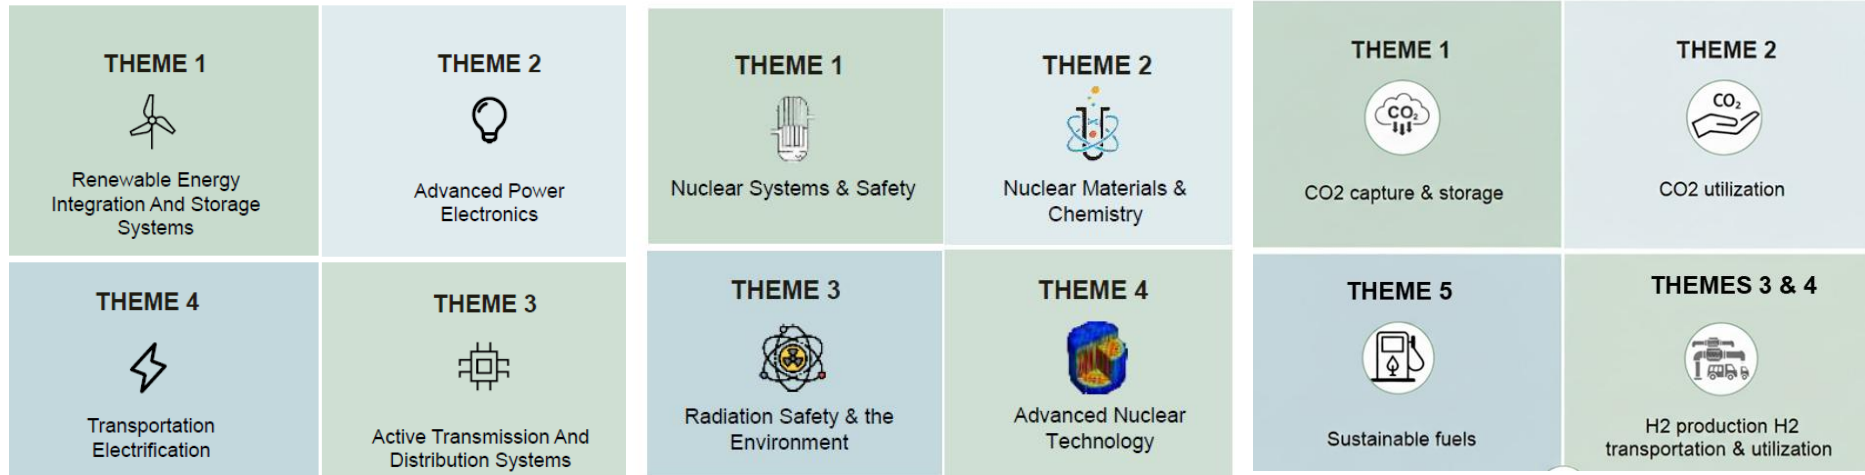 THEME 1
Renewable Energy
Integration And Storage
Systems
THEME 2
Advanced Power
Electronics
THEME 4
Transportation
Electrification
THEME 3
Active Transmission And
Distribution Systems
THEME 1
Nuclear Systems & Safety
THEME 2
Nuclear Materials &
Chemistry
THEME 3
Radiation Safety & the
Environment
THEME 4
Advanced Nuclear
Technology
THEME 1
CO₂
CO2 capture & storage
THEME 2
CO₂
CO2 utilization
THEME 5
Sustainable fuels
THEMES 3 & 4
H2 production H2
transportation & utilization